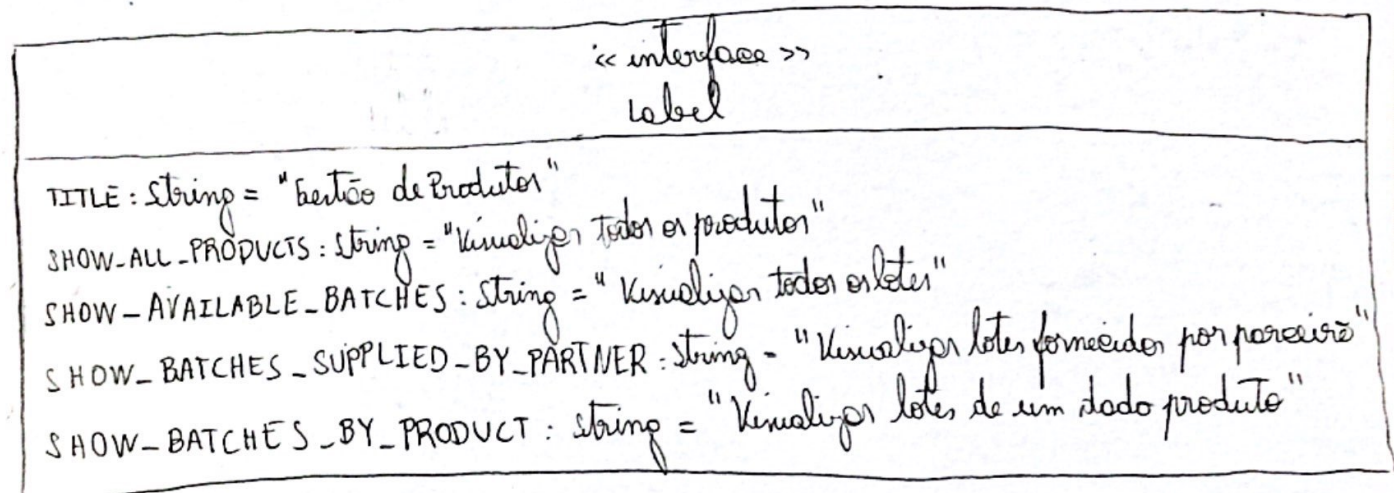 << interface >>
Label
TITLE : String = "Gestão de Produtos"
SHOW_ALL_PRODUCTS : String = "Visualizar todos os produtos"
SHOW_AVAILABLE_BATCHES : String = "Visualizar todos os lotes"
SHOW_BATCHES_SUPPLIED_BY_PARTNER : String = "Visualizar lotes fornecidos por parceiro"
SHOW_BATCHES_BY_PRODUCT : String = "Visualizar lotes de um dado produto"